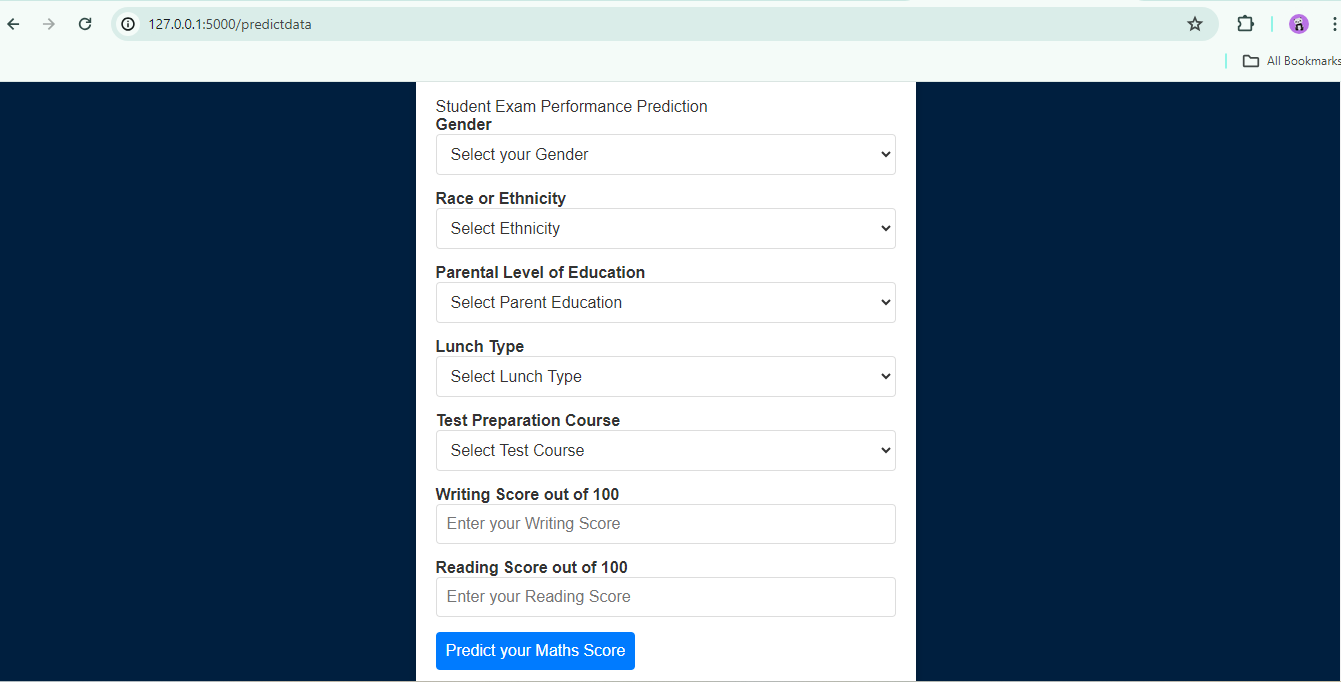 127.0.0.1:5000/predictdata
All Bookmarks
Student Exam Performance Prediction
Gender
Select your Gender
Race or Ethnicity
Select Ethnicity
Parental Level of Education
Select Parent Education
Lunch Type
Select Lunch Type
Test Preparation Course
Select Test Course
Writing Score out of 100
Enter your Writing Score
Reading Score out of 100
Enter your Reading Score
Predict your Maths Score